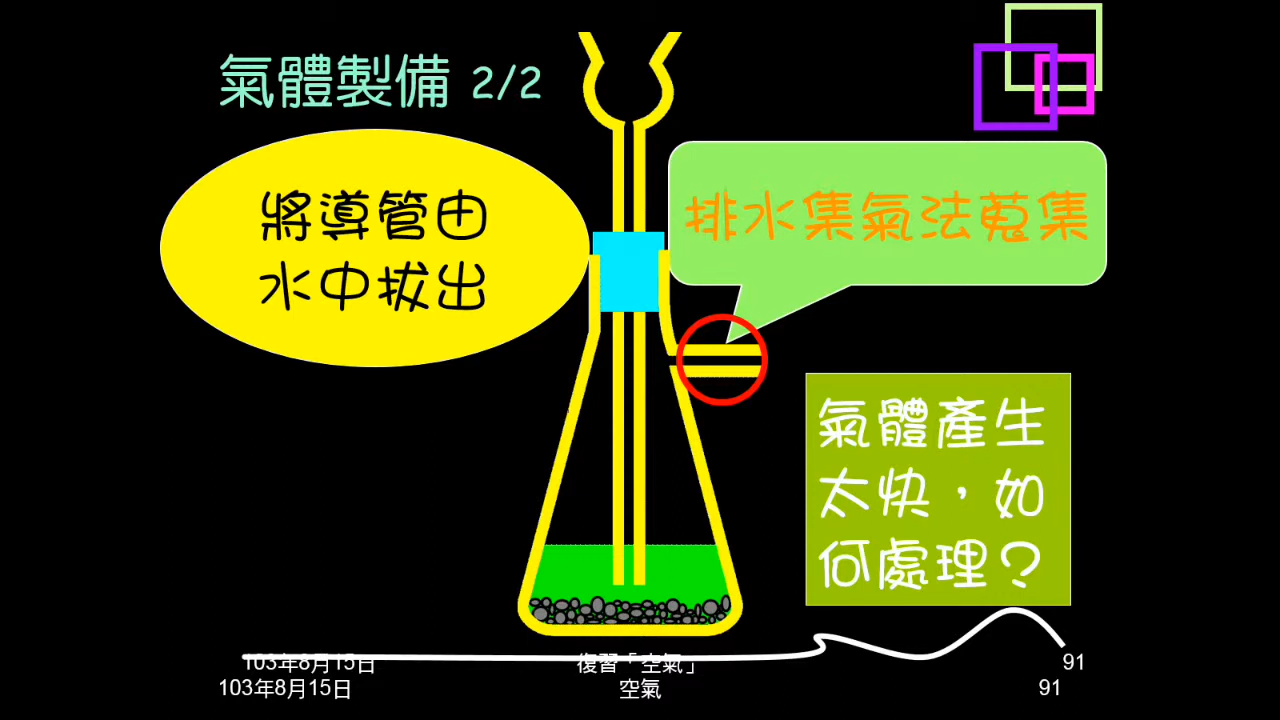 氣體製備 2/2
將導管由
水中拔出
排水集氣法蒐集
氣體產生
太快，如
何處理？
103年8月15日
復習「空氣」
91
103年8月15日
空氣
91